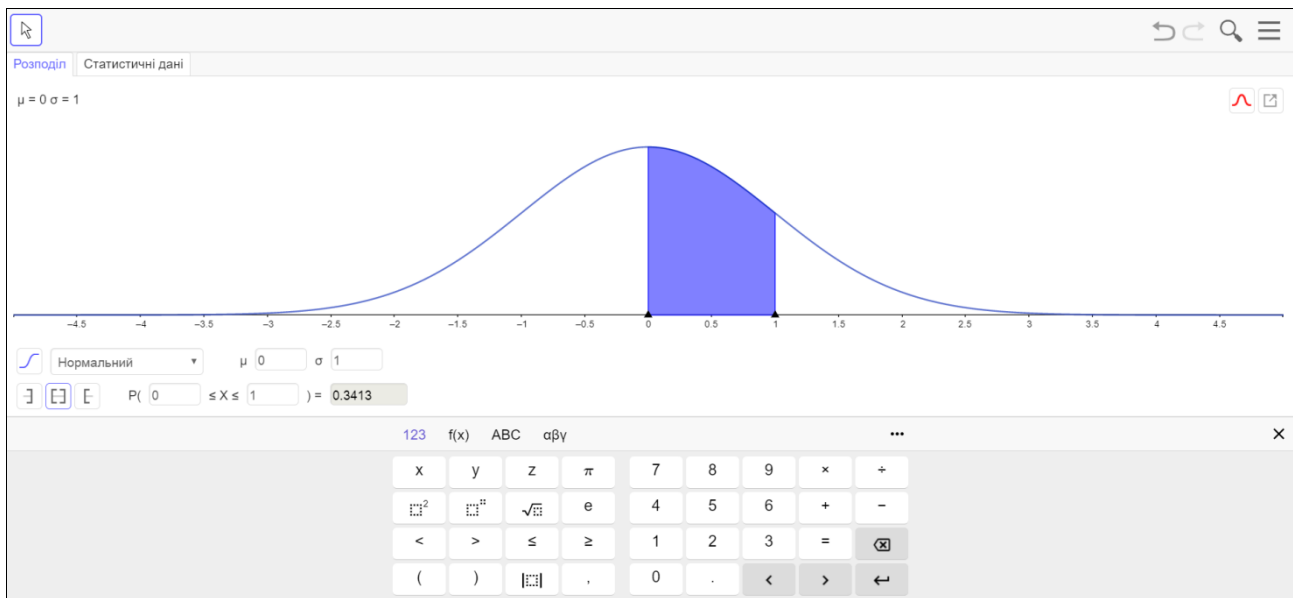 Розподіл Статистичні дані
μ = 0 σ = 1
−4.5 −4 −3.5 −3 −2.5 −2 −1.5 −1 −0.5 0 0.5 1 1.5 2 2.5 3 3.5 4 4.5
Нормальний μ 0 σ 1
P( 0 ≤ X ≤ 1 ) = 0.3413
123 f(x) ABC αβγ ...
x y z π 7 8 9 × ÷
² ⁿ √ e 4 5 6 + −
< > ≤ ≥ 1 2 3 =
( ) | | , 0 . < >